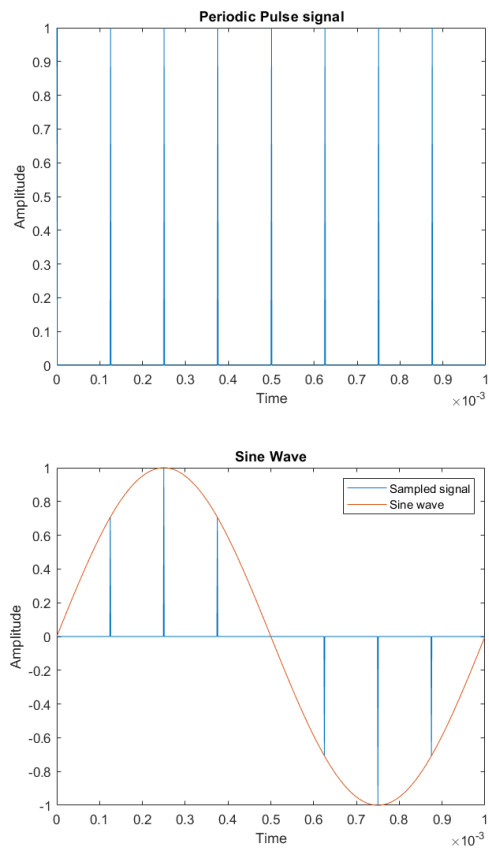 Periodic Pulse signal
1
0.9
0.8
0.7
0.6
0.5
0.4
0.3
0.2
0.1
0
Amplitude
0 0.1 0.2 0.3 0.4 0.5 0.6 0.7 0.8 0.9 1
Time
×10⁻³
Sine Wave
1
0.8
0.6
0.4
0.2
0
-0.2
-0.4
-0.6
-0.8
-1
Amplitude
Sampled signal
Sine wave
0 0.1 0.2 0.3 0.4 0.5 0.6 0.7 0.8 0.9 1
Time
×10⁻³